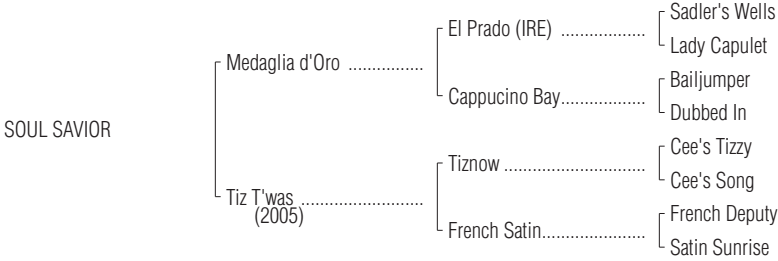 Sadler's Wells
El Prado (IRE) ..................
Lady Capulet
Medaglia d'Oro ................
Bailjumper
Cappucino Bay..................
Dubbed In
SOUL SAVIOR
Cee's Tizzy
Tiznow ..............................
Cee's Song
Tiz T'was ..........................
(2005)
French Deputy
French Satin......................
Satin Sunrise